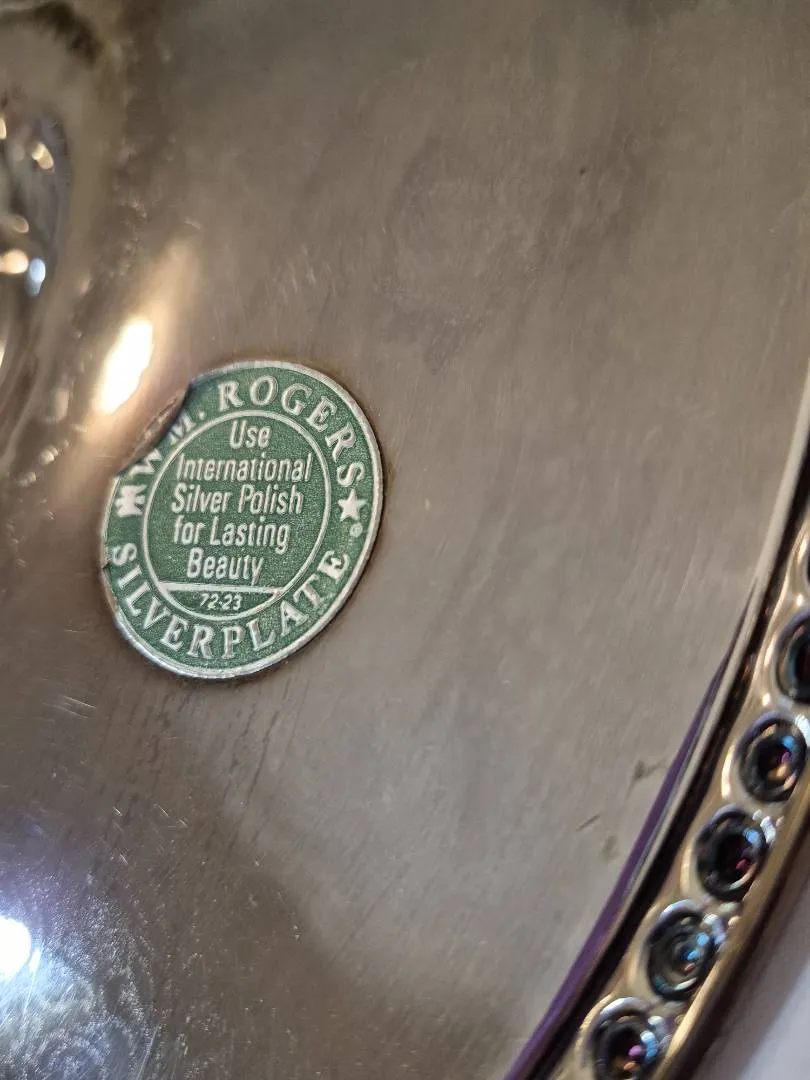 WM. ROGERS★
Use
International
Silver Polish
for Lasting
Beauty
72-23
SILVERPLATE
®